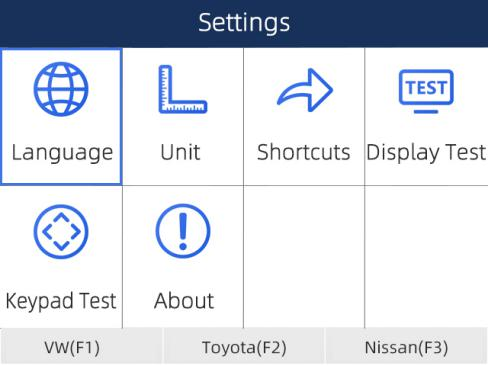 Settings
Language
Unit
Shortcuts
TEST
Display Test
Keypad Test
About
VW(F1)
Toyota(F2)
Nissan(F3)